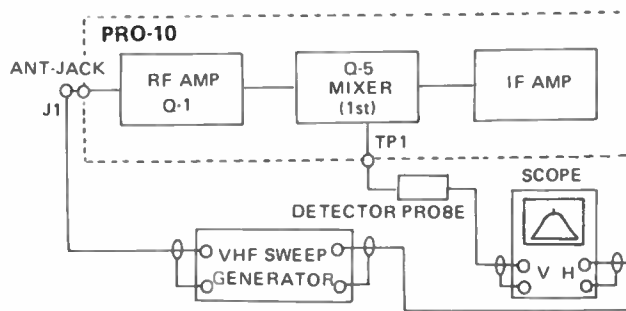 PRO-10
ANT-JACK
J1
RF AMP
Q-1
Q-5
MIXER
(1st)
IF AMP
TP1
SCOPE
DETECTOR PRO8E
V H
VHF SWEEP
GENERATOR